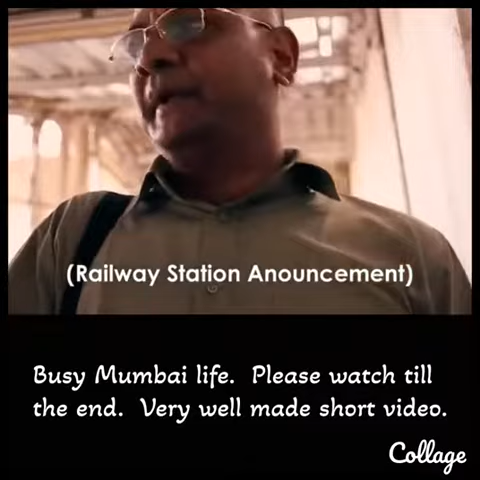 (Railway Station Anouncement)
Busy Mumbai life. Please watch till
the end. Very well made short video.
Collage